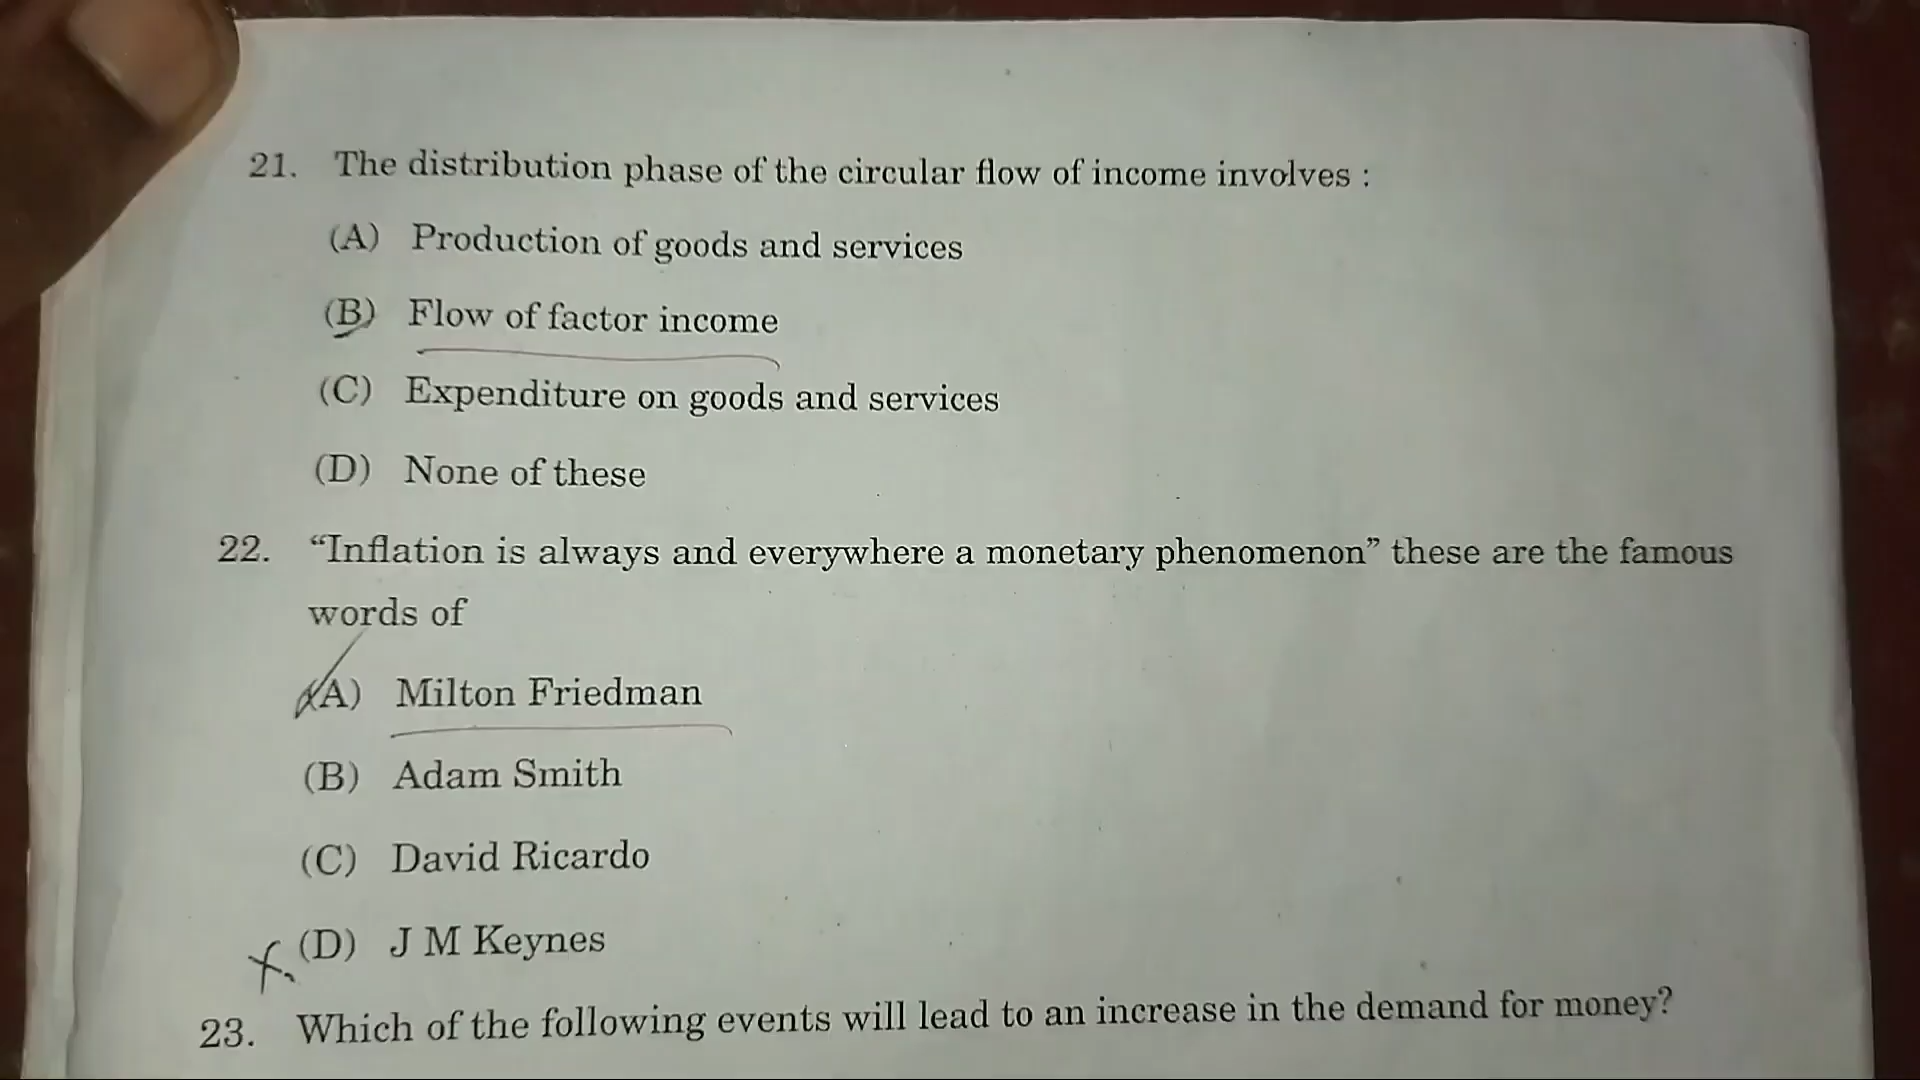 21. The distribution phase of the circular flow of income involves :
(A) Production of goods and services
(B) Flow of factor income
(C) Expenditure on goods and services
(D) None of these
22. “Inflation is always and everywhere a monetary phenomenon” these are the famous
words of
(A) Milton Friedman
(B) Adam Smith
(C) David Ricardo
(D) J M Keynes
23. Which of the following events will lead to an increase in the demand for money?